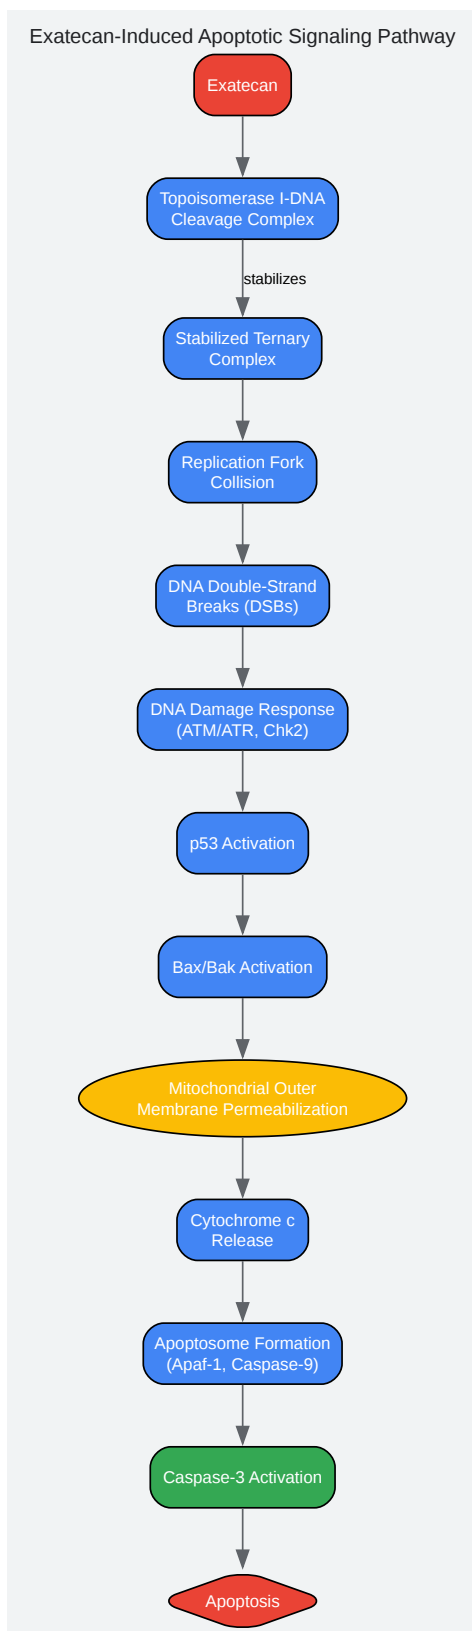 Exatecan-Induced Apoptotic Signaling Pathway
Exatecan
Topoisomerase I-DNA
Cleavage Complex
stabilizes
Stabilized Ternary
Complex
Replication Fork
Collision
DNA Double-Strand
Breaks (DSBs)
DNA Damage Response
(ATM/ATR, Chk2)
p53 Activation
Bax/Bak Activation
Mitochondrial Outer
Membrane Permeabilization
Cytochrome c
Release
Apoptosome Formation
(Apaf-1, Caspase-9)
Caspase-3 Activation
Apoptosis